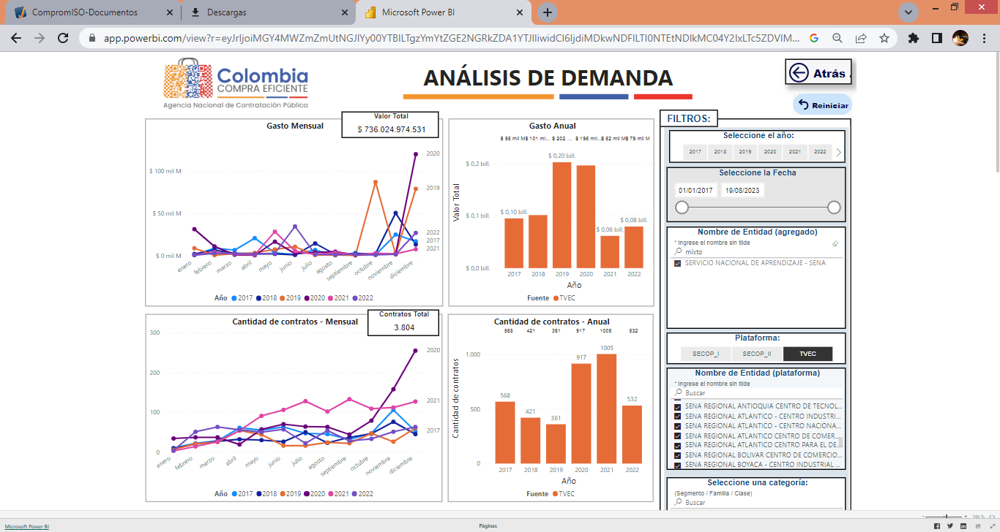 CompromISO-Documentos
Descargas
Microsoft Power BI
app.powerbi.com/view?r=eyJrIjoiMGY4MWZmZmUtNGJlYy00YTBlLTgzYmYtZGE2NGRkZDA1YTJlIiwidCI6IjdiMDkwNDFlLTI0NTEtNDlkMC04Y2IxLTc5ZDVlM...
Colombia
COMPRA EFICIENTE
Agencia Nacional de Contratación Pública
ANÁLISIS DE DEMANDA
Atrás
Reiniciar
Gasto Mensual
Valor Total
$ 736.024.974.531
$ 100 mil M
$ 50 mil M
$ 0 mil M
2020
2019
2022
2017
2021
enero
febrero
marzo
abril
mayo
junio
julio
agosto
septiembre
octubre
noviembre
diciembre
Año 2017 2018 2019 2020 2021 2022
Gasto Anual
$ 95 mil M $ 101 mi... $ 202 ... $ 196 mil... $ 62 mil M $ 79 mil M
Valor Total
$ 0,2 bill.
$ 0,1 bill.
$ 0,0 bill.
$ 0,10 bill.
$ 0,20 bill.
$ 0,06 bill.
$ 0,08 bill.
2017 2018 2019 2020 2021 2022
Año
Fuente TVEC
Cantidad de contratos - Mensual
Contratos Total
3.804
300
200
100
0
2020
2021
2017
enero
febrero
marzo
abril
mayo
junio
julio
agosto
septiembre
octubre
noviembre
diciembre
Año 2017 2018 2019 2020 2021 2022
Cantidad de contratos - Anual
568 421 361 917 1005 532
Cantidad de contratos
1.000
500
0
568
421
361
917
1005
532
2017 2018 2019 2020 2021 2022
Año
Fuente TVEC
FILTROS:
Seleccione el año:
2017 2018 2019 2020 2021 2022
Seleccione la Fecha
01/01/2017 19/08/2023
Nombre de Entidad (agregado)
* Ingrese el nombre sin tilde
mixto
SERVICIO NACIONAL DE APRENDIZAJE - SENA
Plataforma:
SECOP_I SECOP_II TVEC
Nombre de Entidad (plataforma)
* Ingrese el nombre sin tilde
Buscar
SENA REGIONAL ANTIOQUIA CENTRO DE TECNOL...
SENA REGIONAL ATLANTICO - CENTRO INDUSTRI...
SENA REGIONAL ATLANTICO - CENTRO NACIONA...
SENA REGIONAL ATLANTICO CENTRO DE COMER...
SENA REGIONAL ATLANTICO CENTRO PARA EL DE...
SENA REGIONAL BOLIVAR CENTRO DE COMERCIO...
SENA REGIONAL BOYACA - CENTRO INDUSTRIAL ...
Seleccione una categoría:
(Segmento / Familia / Clase)
Buscar
Microsoft Power BI
Páginas
140 %